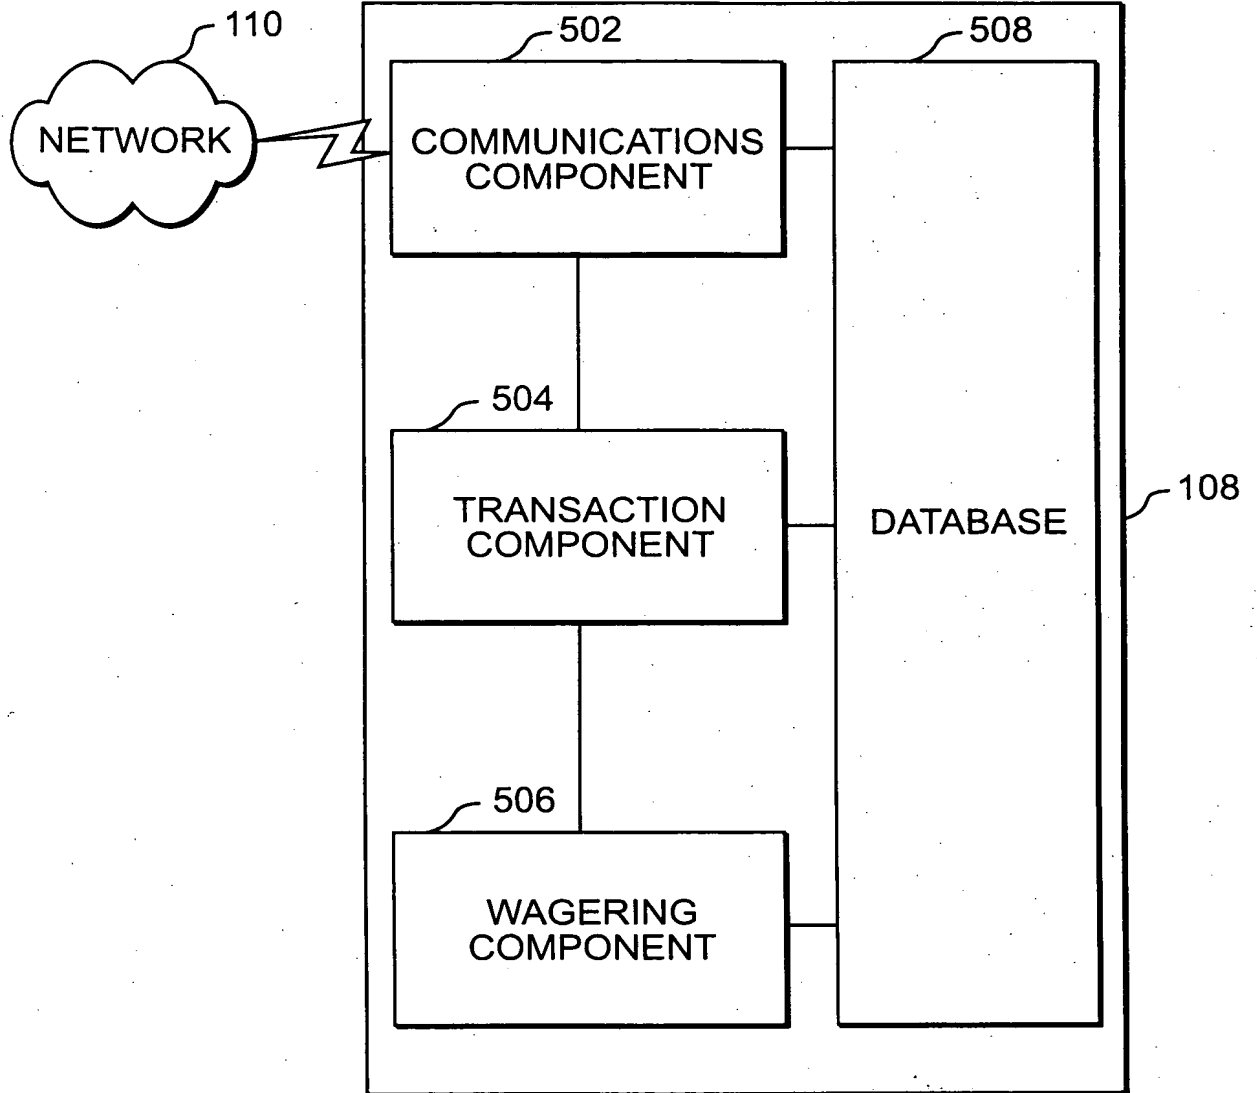 110
502
508
NETWORK
COMMUNICATIONS
COMPONENT
504
TRANSACTION
COMPONENT
DATABASE
108
506
WAGERING
COMPONENT